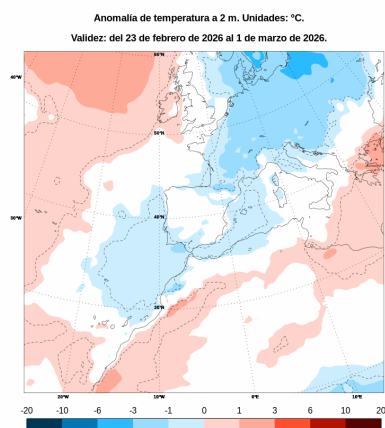 Anomalía de temperatura a 2 m. Unidades: ºC.
Validez: del 23 de febrero de 2026 al 1 de marzo de 2026.
60°N
40°W
50°N
30°W
40°N
30°N
20°W 10°W 0°E 10°E
-20 -10 -6 -3 -1 0 1 3 6 10 20